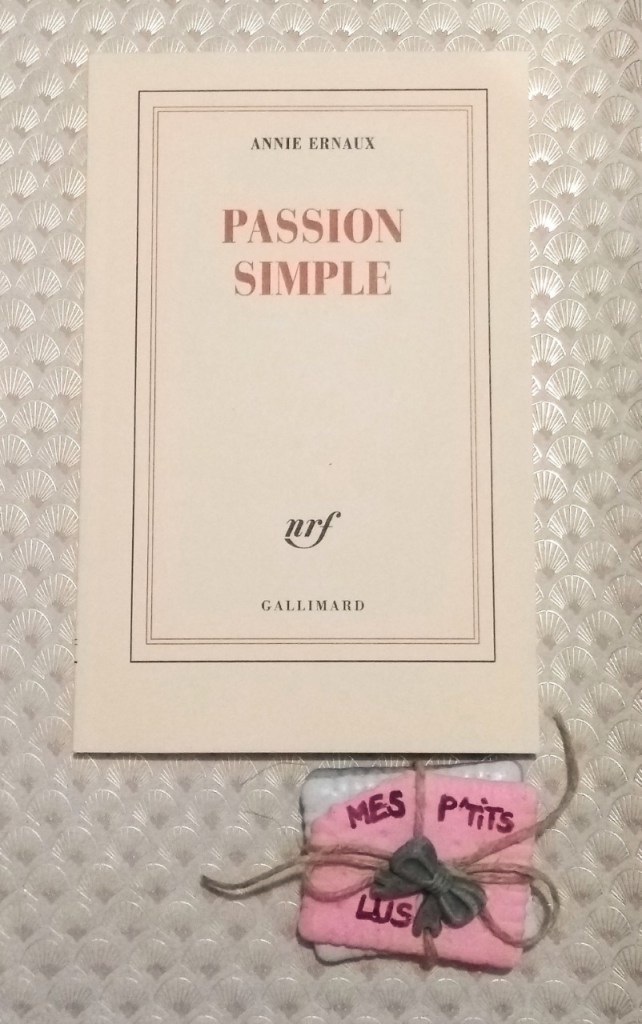 ANNIE ERNAUX
PASSION
SIMPLE
nrf
GALLIMARD
MES P'TITS
LUS